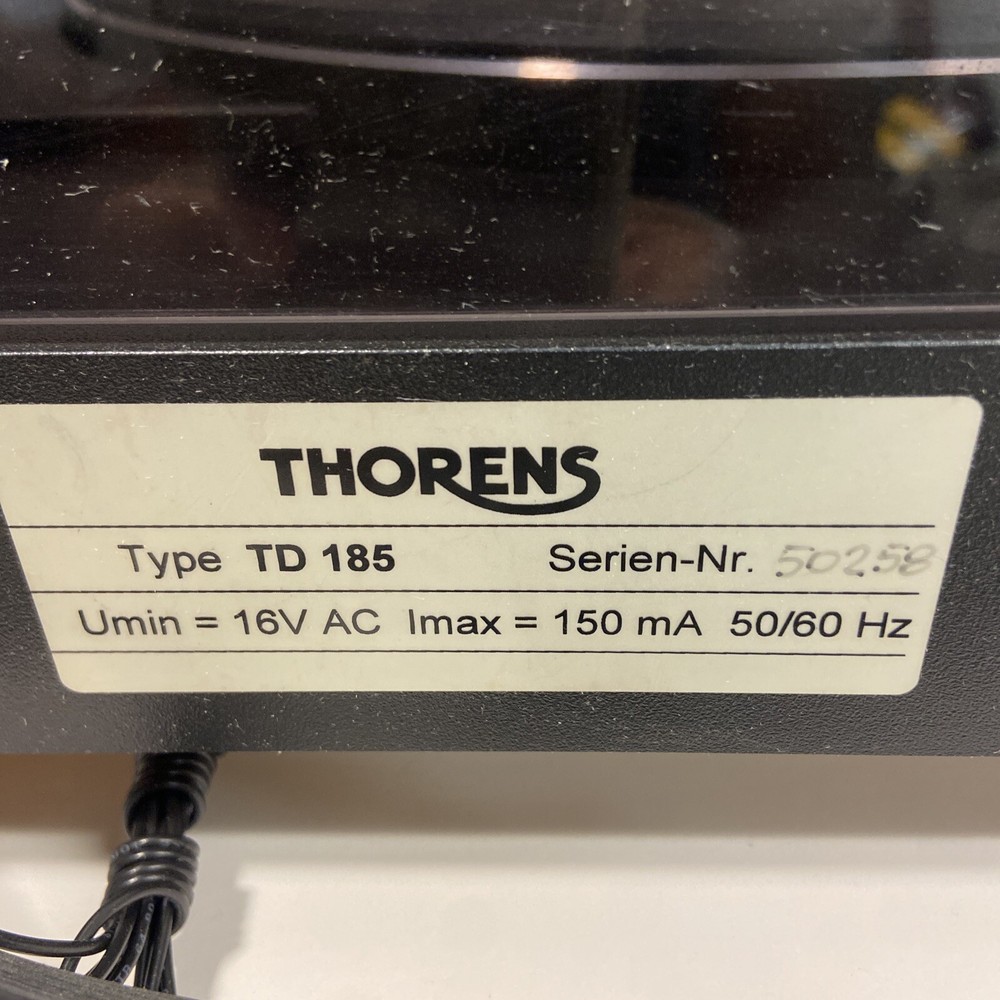 THORENS
Type TD 185 Serien-Nr. 50258
Umin = 16V AC Imax = 150 mA 50/60 Hz